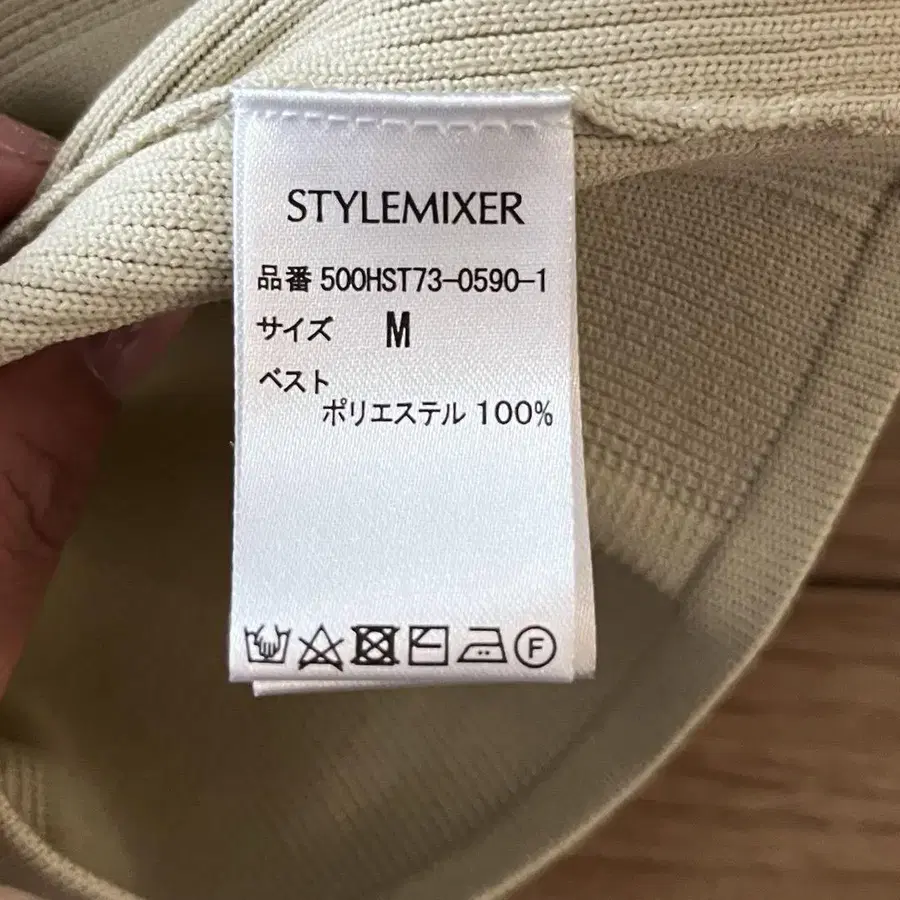 STYLEMIXER
品番 500HST73-0590-1
サイズ M
ベスト
ポリエステル 100%
F